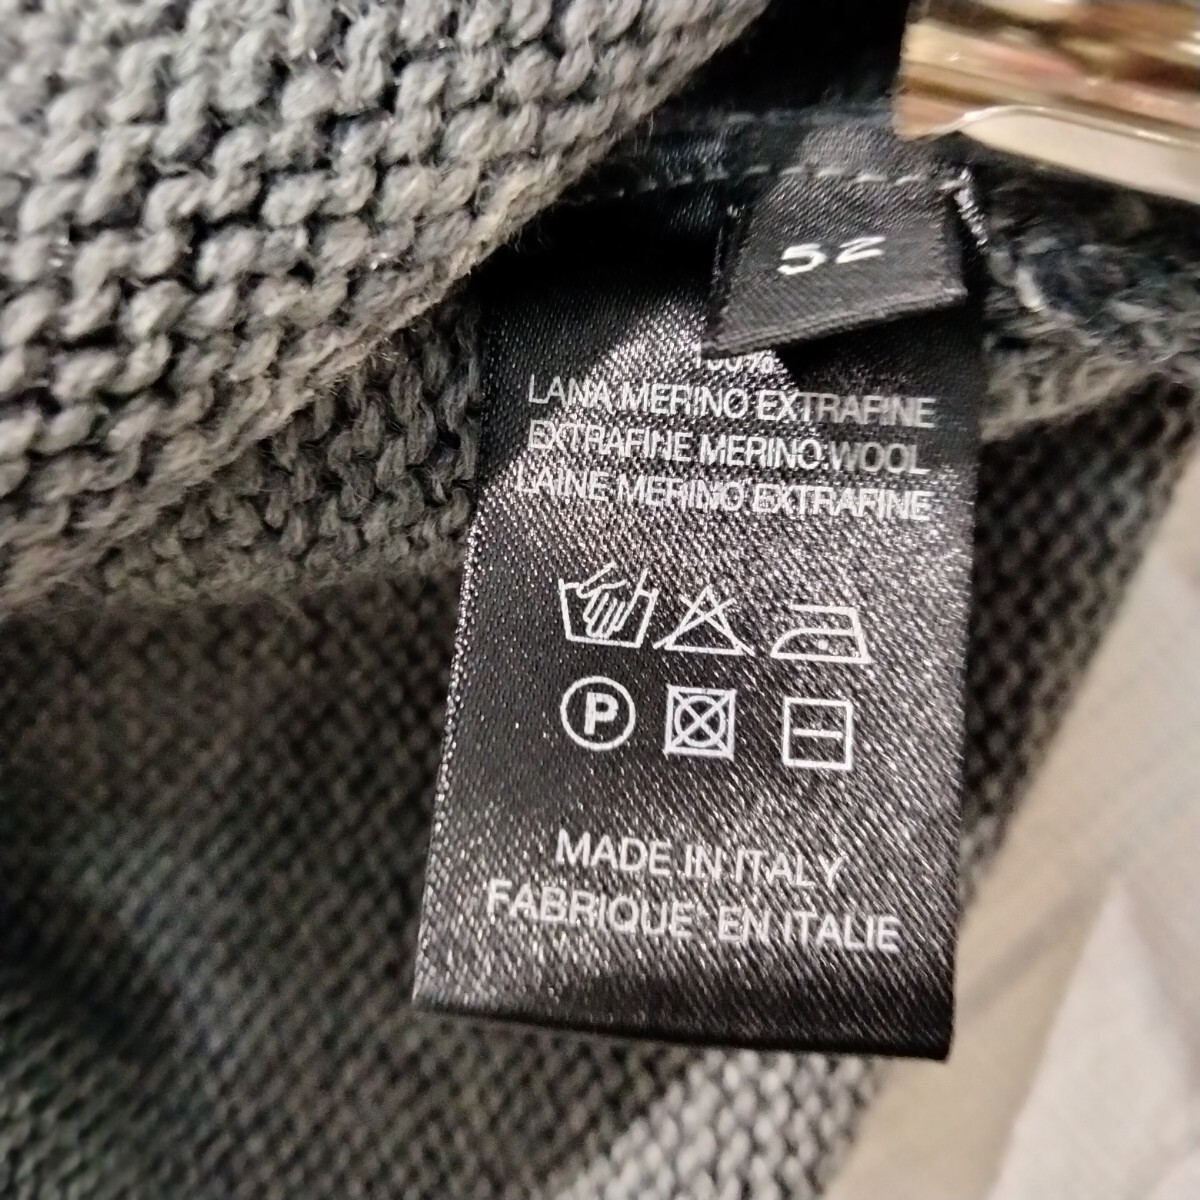 52
LANA MERINO EXTRAFINE
EXTRAFINE MERINO WOOL
LAINE MERINO EXTRAFINE
P
MADE IN ITALY
FABRIQUE' EN ITALIE